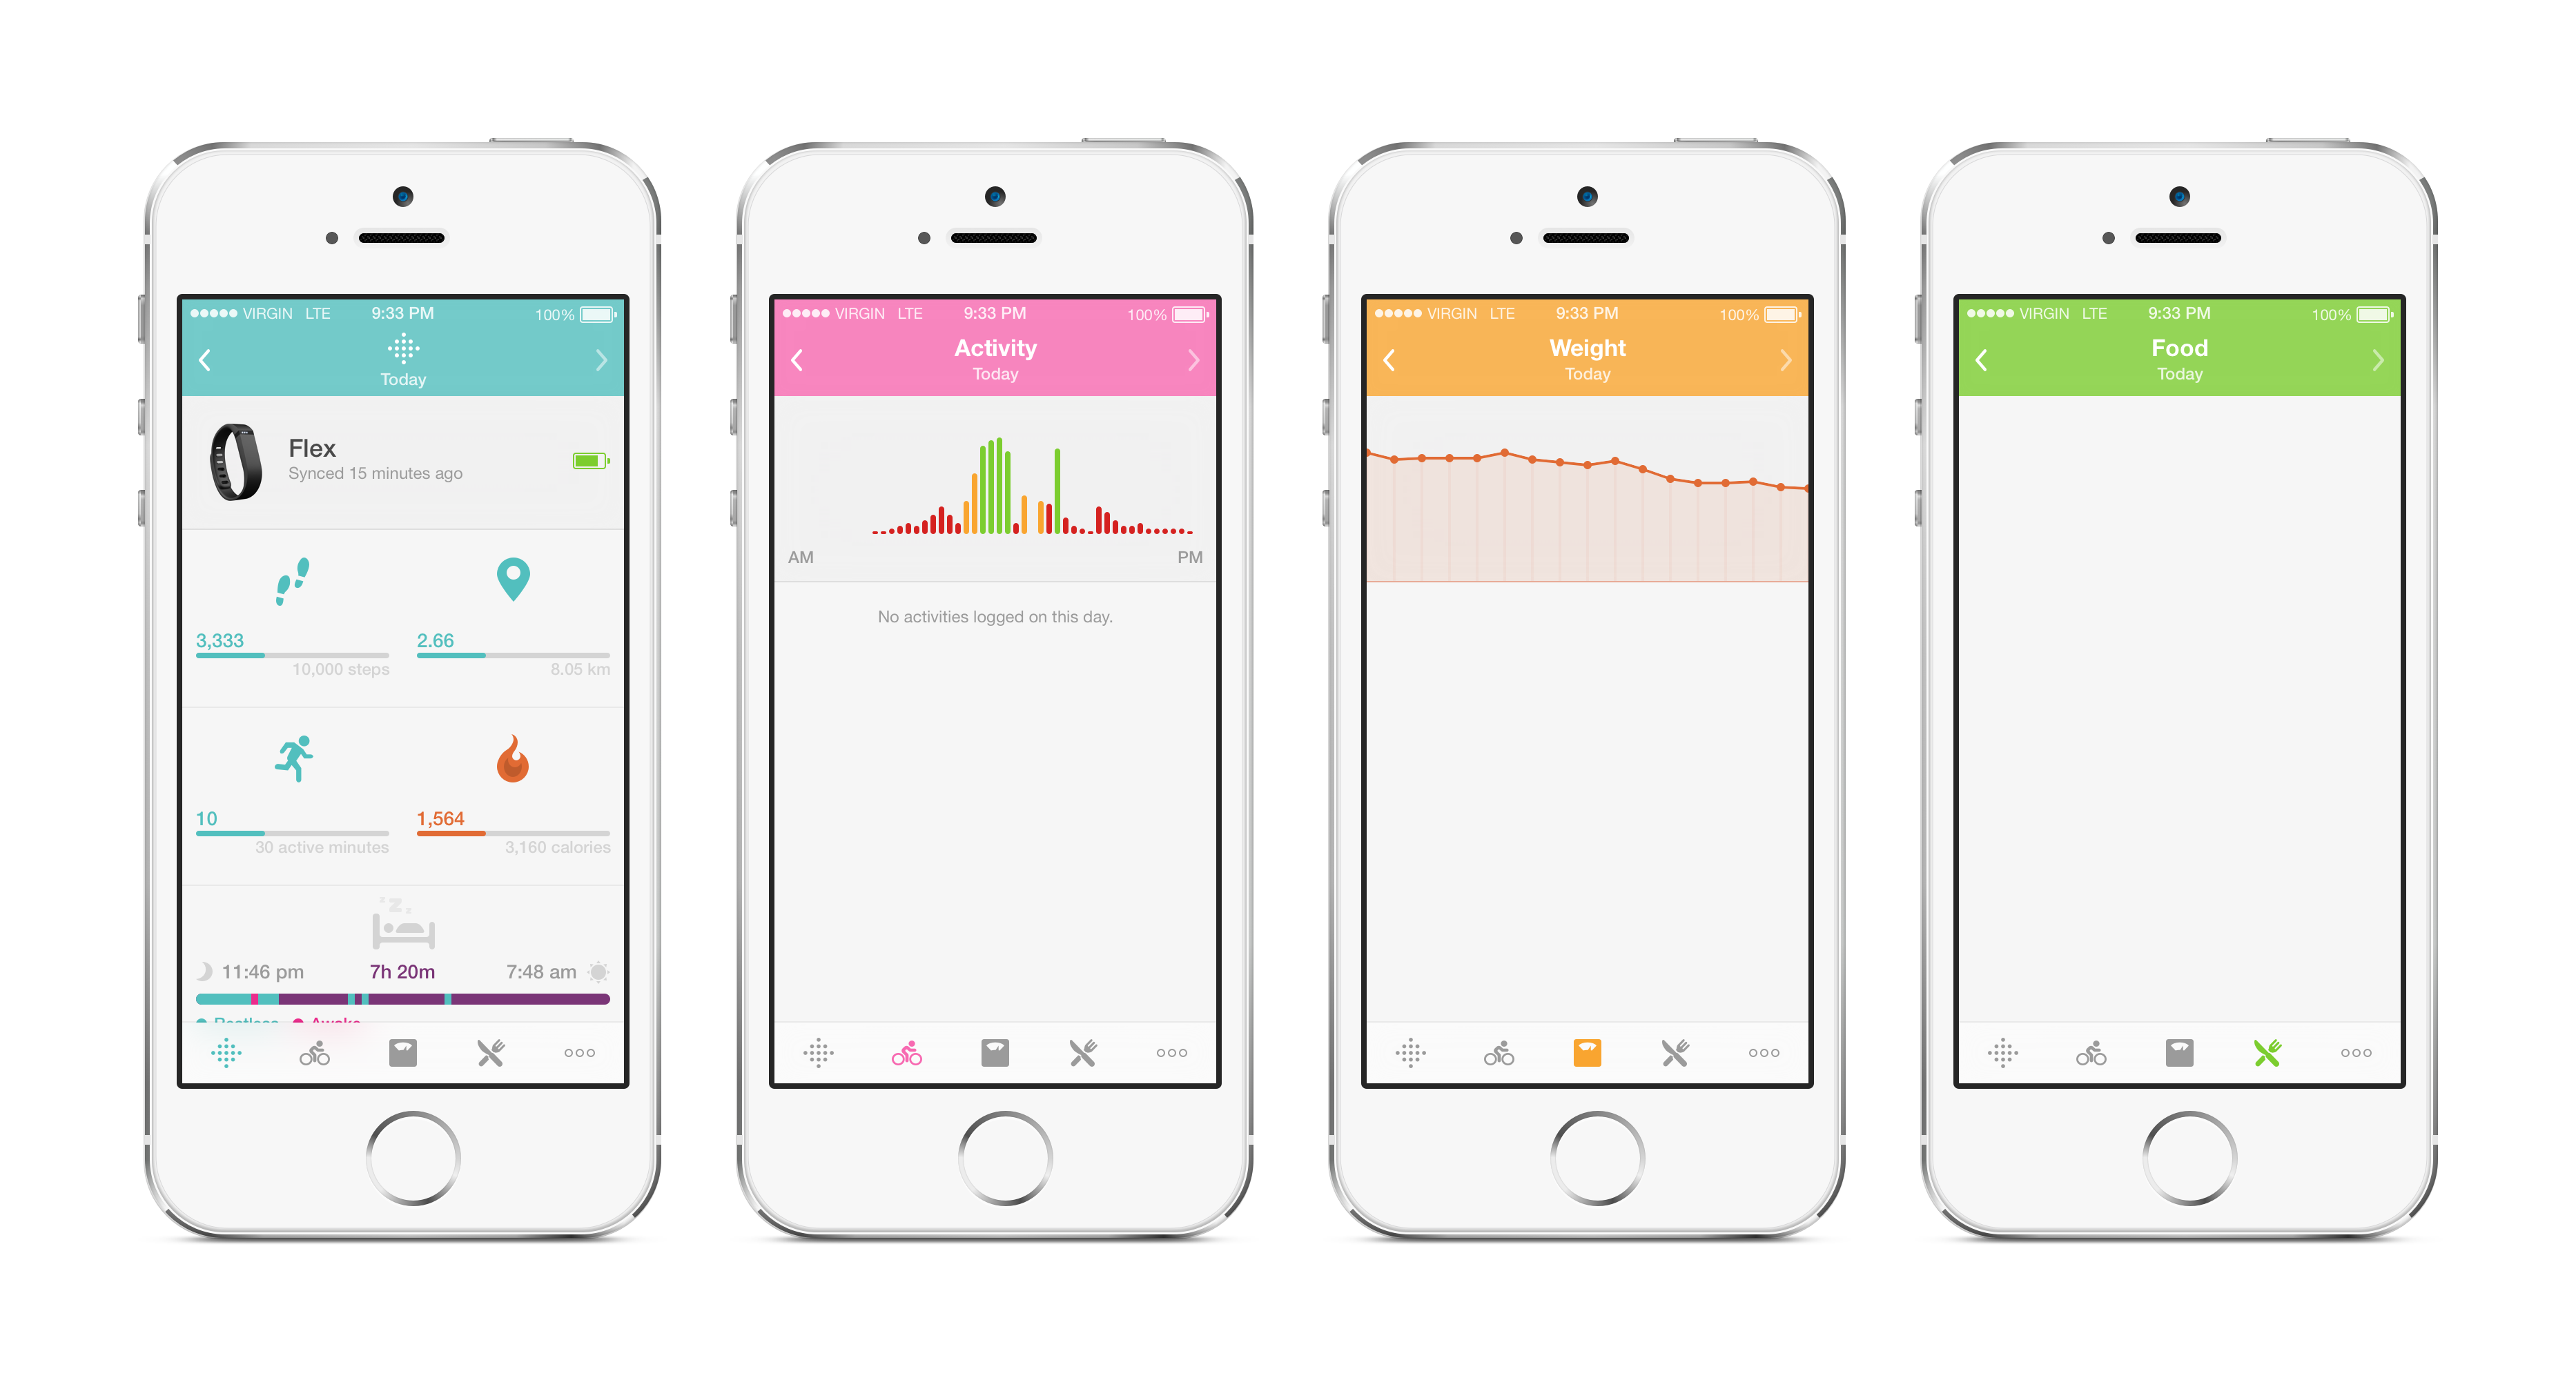 VIRGIN LTE 9:33 PM 100%
Today
Flex
Synced 15 minutes ago
3,333
10,000 steps
2.66
8.05 km
10
30 active minutes
1,564
3,160 calories
zzz
11:46 pm 7h 20m 7:48 am
Restless Awake
VIRGIN LTE 9:33 PM 100%
Activity
Today
AM PM
No activities logged on this day.
VIRGIN LTE 9:33 PM 100%
Weight
Today
VIRGIN LTE 9:33 PM 100%
Food
Today